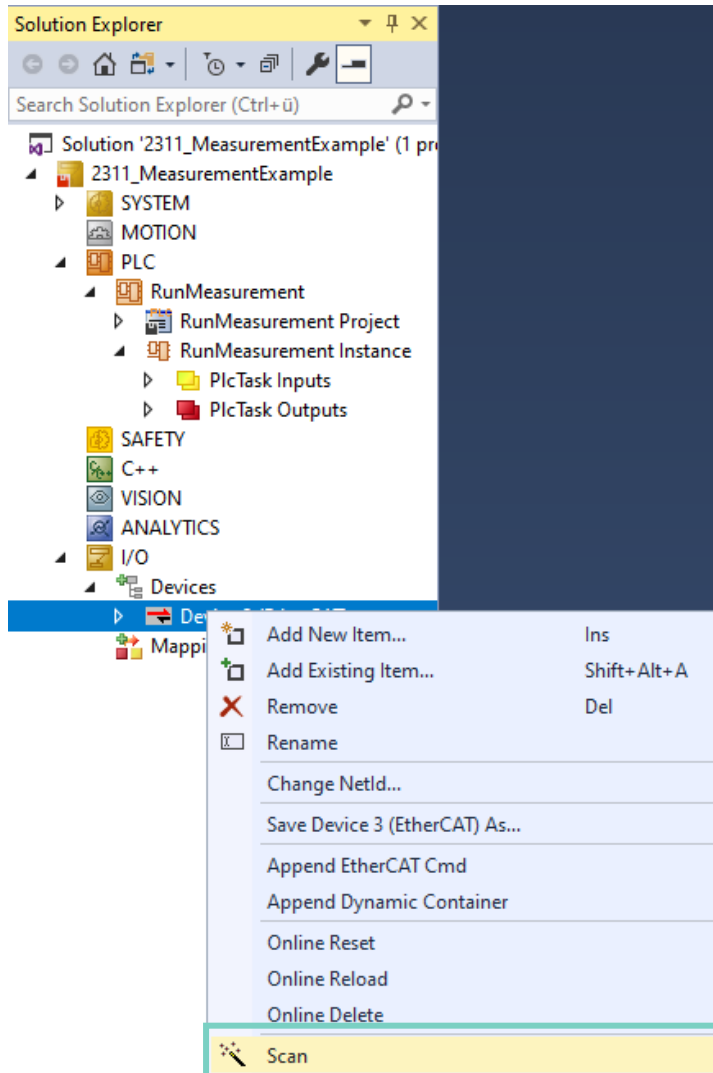 Solution Explorer
Search Solution Explorer (Ctrl+ü)
Solution '2311_MeasurementExample' (1 pr
2311_MeasurementExample
SYSTEM
MOTION
PLC
RunMeasurement
RunMeasurement Project
RunMeasurement Instance
PlcTask Inputs
PlcTask Outputs
SAFETY
C++
VISION
ANALYTICS
I/O
Devices
Mappi
Add New Item... Ins
Add Existing Item... Shift+Alt+A
Remove Del
Rename
Change NetId...
Save Device 3 (EtherCAT) As...
Append EtherCAT Cmd
Append Dynamic Container
Online Reset
Online Reload
Online Delete
Scan